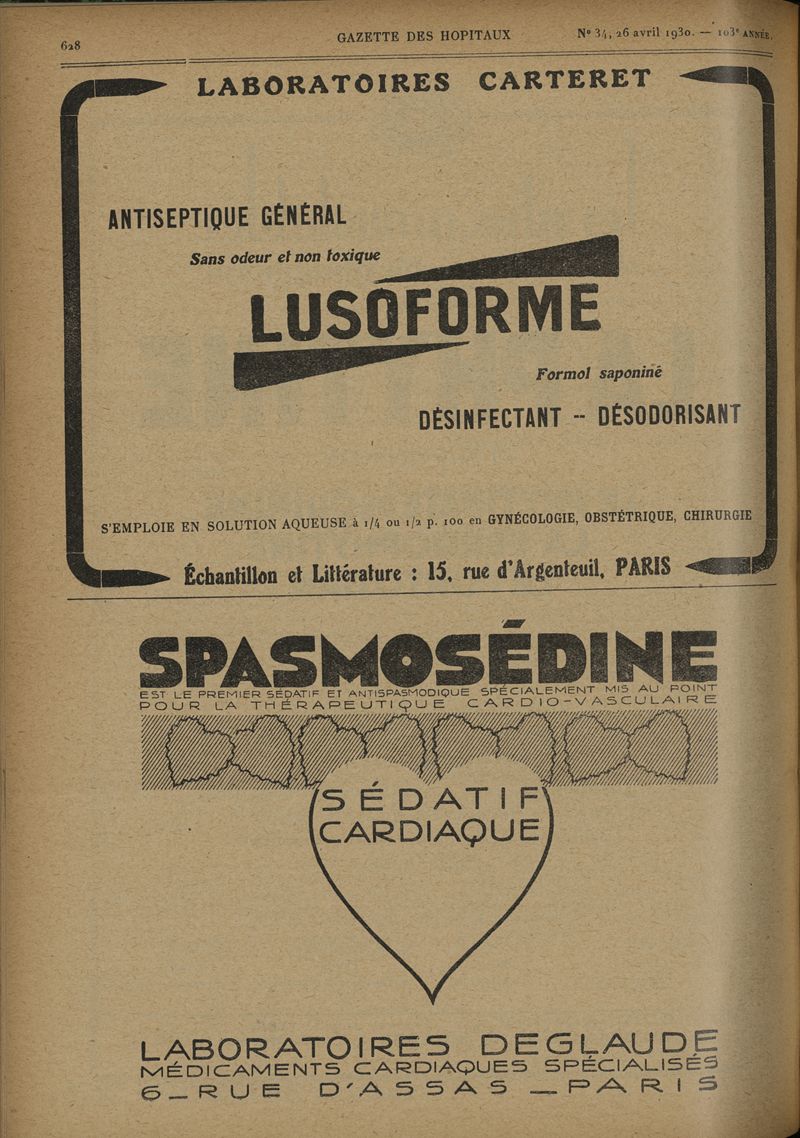 628
GAZETTE DES HOPITAUX
N° 34, 26 avril 1930. — 103e ANNÉE.
LABORATOIRES CARTERET
ANTISEPTIQUE GÉNÉRAL
Sans odeur et non toxique
LUSOFORME
Formol saponiné
DÉSINFECTANT -- DÉSODORISANT
S'EMPLOIE EN SOLUTION AQUEUSE à 1/4 ou 1/2 p. 100 en GYNÉCOLOGIE, OBSTÉTRIQUE, CHIRURGIE
Échantillon et Littérature : 15, rue d'Argenteuil, PARIS
SPASMOSÉDINE
EST LE PREMIER SÉDATIF ET ANTISPASMODIQUE SPÉCIALEMENT MIS AU POINT
POUR LA THÉRAPEUTIQUE CARDIO-VASCULAIRE
SÉDATIF
CARDIAQUE
LABORATOIRES DEGLAUDE
MÉDICAMENTS CARDIAQUES SPÉCIALISÉS
6 _ RUE D'ASSAS _ PARIS